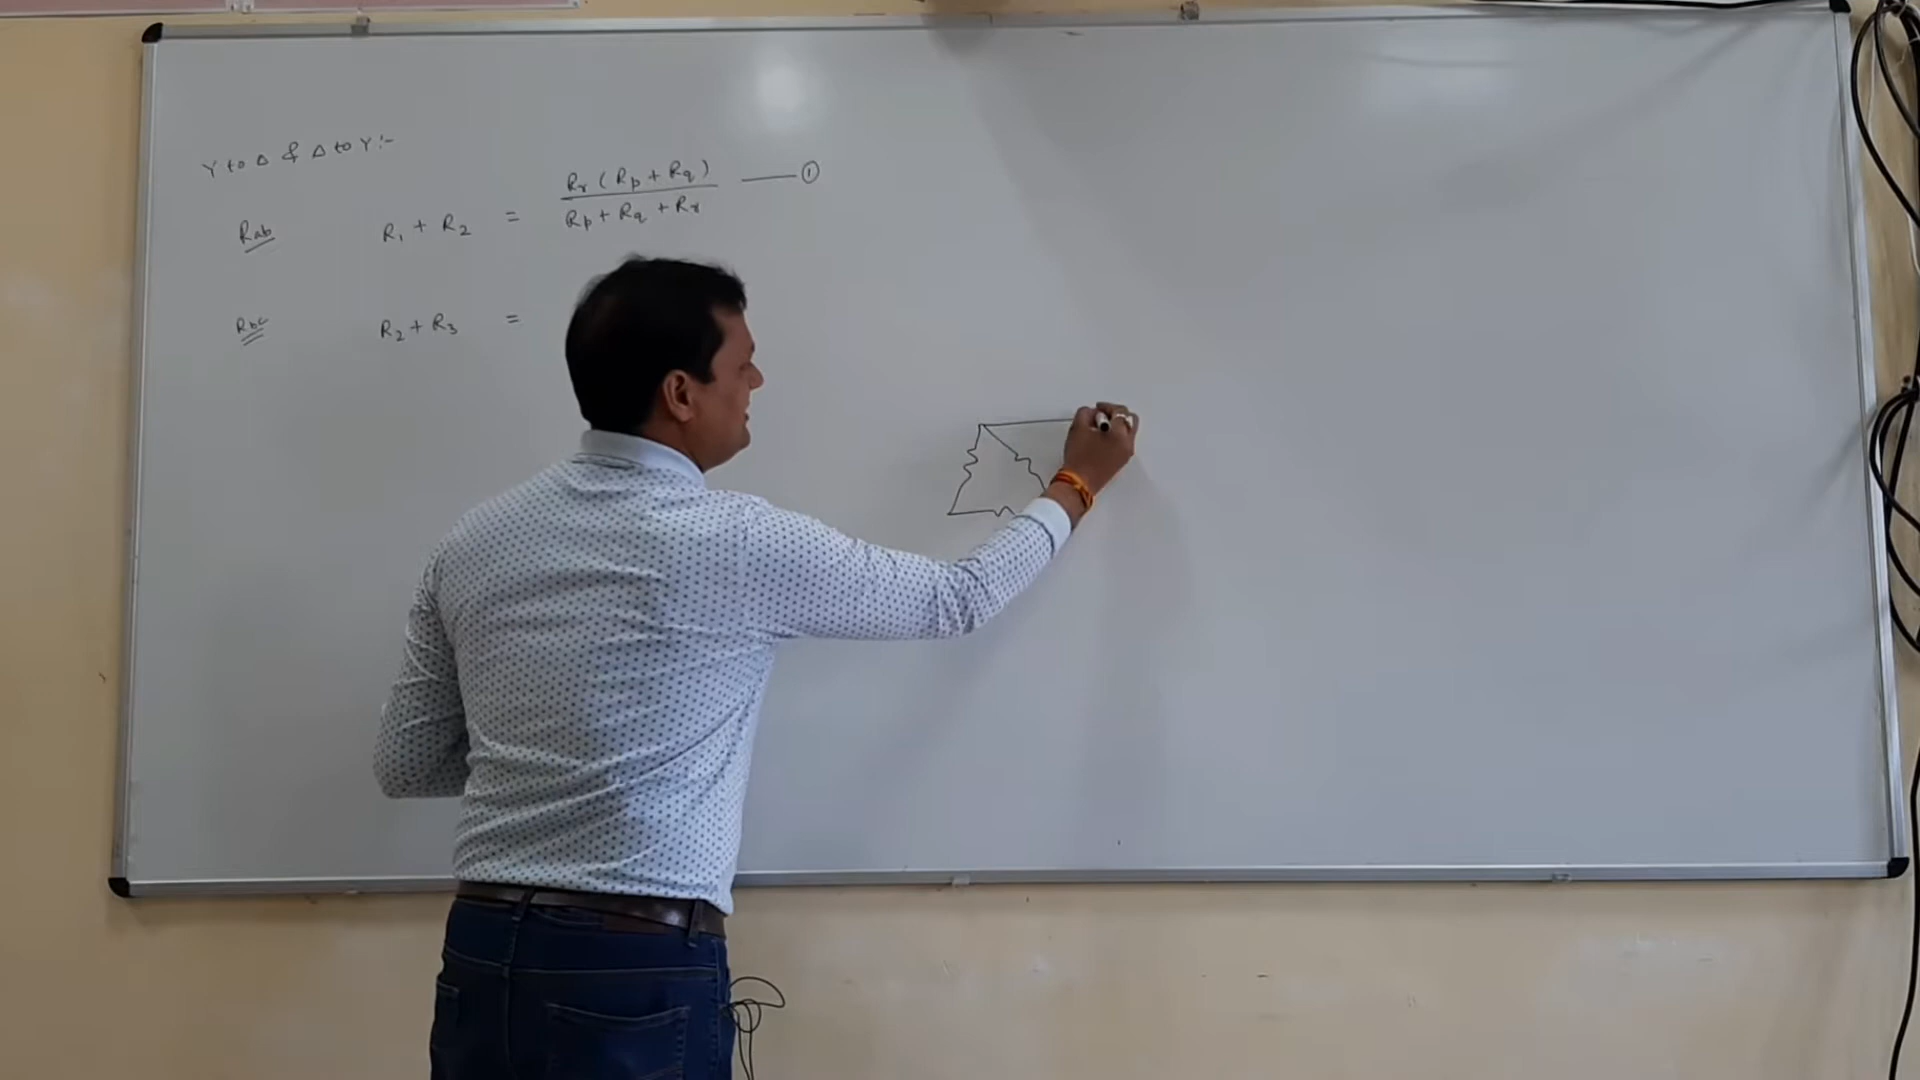 Y to Δ & Δ to Y :-
Rab R₁ + R₂ = Rr (Rp + Rq) / Rp + Rq + Rr —— ①
Rbc R₂ + R₃ =